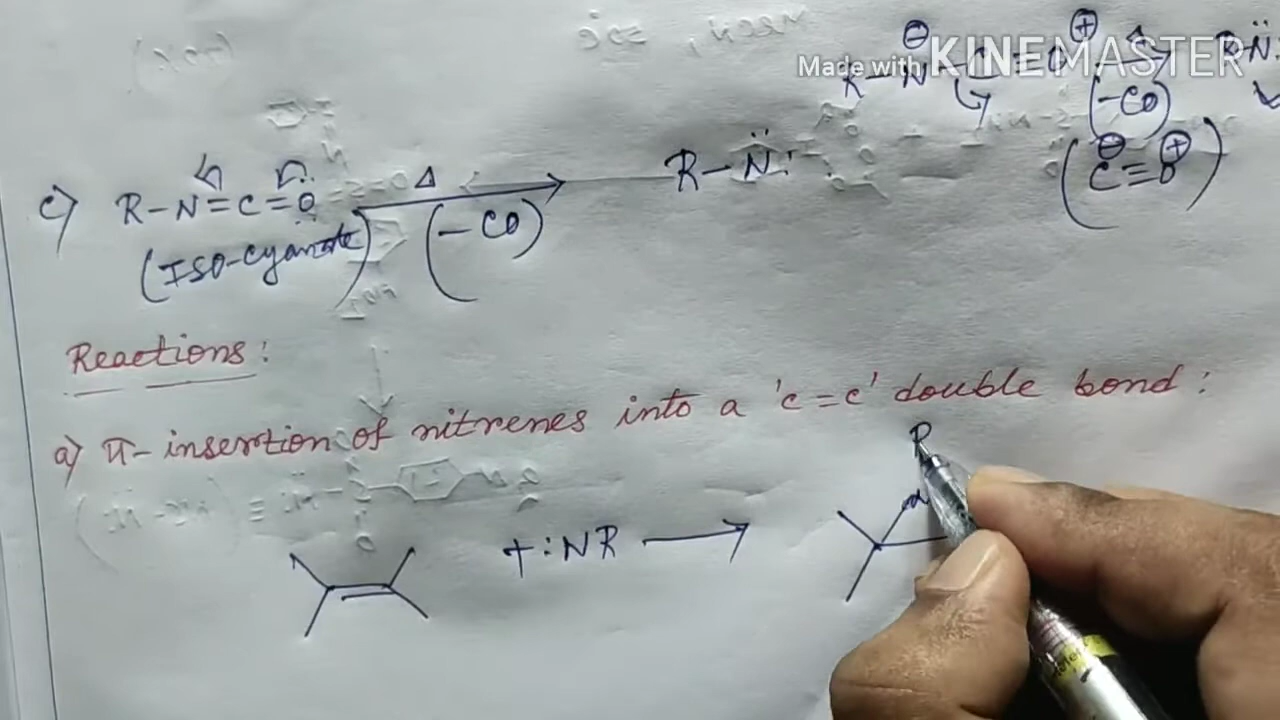 Made with KINEMASTER
R-N-C≡O⊕ Δ R-N̈:
(-CO)
(C⊖≡O⊕)
c) R-N=C=Ö: Δ R-N̈:
(ISO-cyanate) (-CO)
Reactions:
a) π-insertion of nitrenes into a 'c=c' double bond:
R
+ :NR